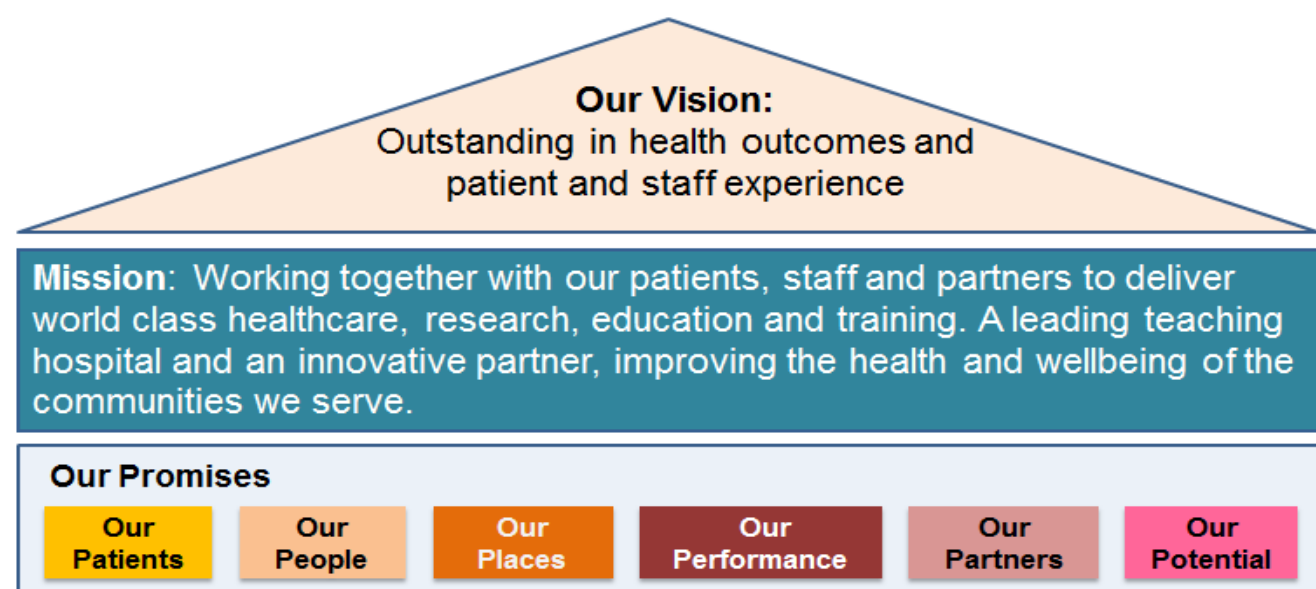 Our Vision:
Outstanding in health outcomes and
patient and staff experience
Mission: Working together with our patients, staff and partners to deliver
world class healthcare, research, education and training. A leading teaching
hospital and an innovative partner, improving the health and wellbeing of the
communities we serve.
Our Promises
Our
Patients
Our
People
Our
Places
Our
Performance
Our
Partners
Our
Potential